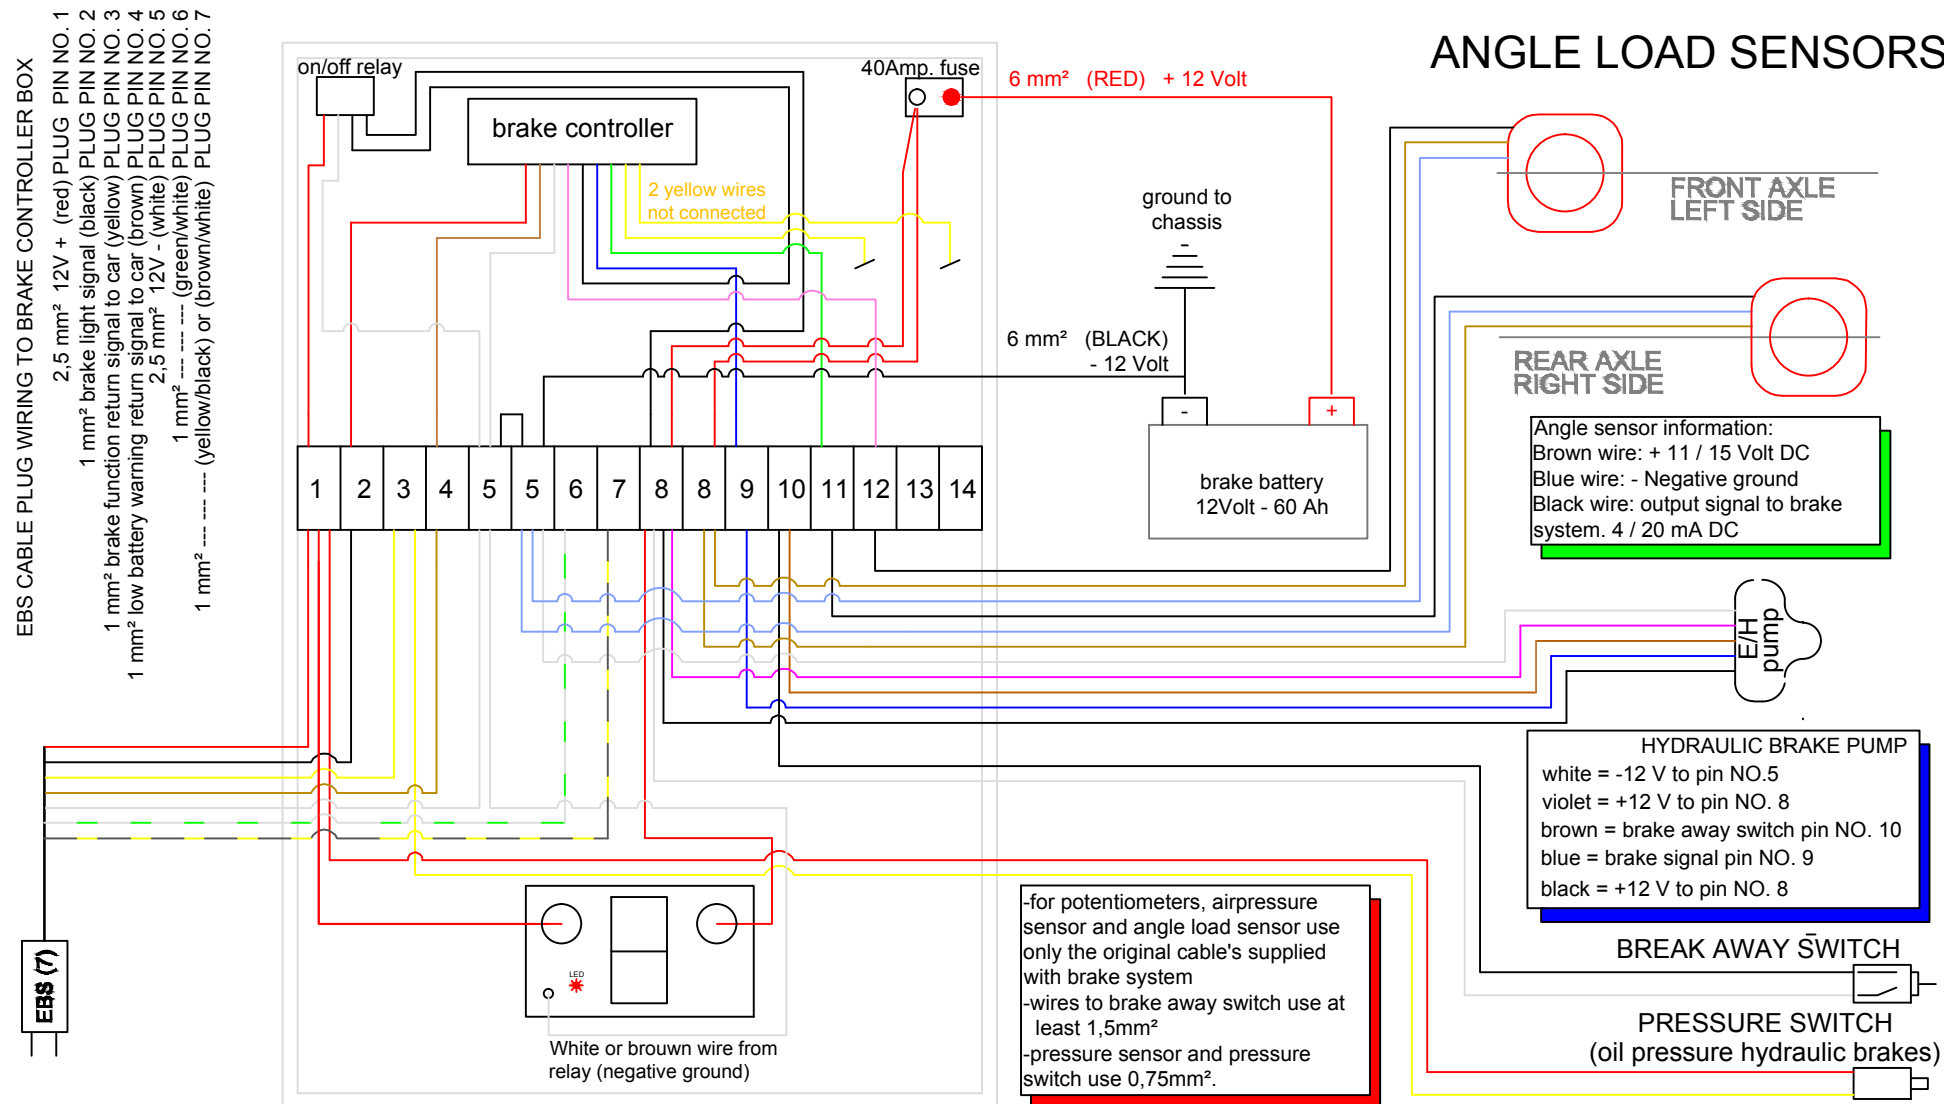 EBS CABLE PLUG WIRING TO BRAKE CONTROLLER BOX
2,5 mm² 12V + (red) PLUG PIN NO. 1
1 mm² brake light signal (black) PLUG PIN NO. 2
1 mm² brake function return signal to car (yellow) PLUG PIN NO. 3
1 mm² low battery warning return signal to car (brown) PLUG PIN NO. 4
2,5 mm² 12V - (white) PLUG PIN NO. 5
1 mm² ---- ---- ---- (green/white) PLUG PIN NO. 6
1 mm² ---- ---- ---- (yellow/black) or (brown/white) PLUG PIN NO. 7
on/off relay
40Amp. fuse
brake controller
2 yellow wires
not connected
6 mm² (RED) + 12 Volt
ground to
chassis
6 mm² (BLACK)
- 12 Volt
- +
brake battery
12Volt - 60 Ah
1 2 3 4 5 5 6 7 8 8 9 10 11 12 13 14
ANGLE LOAD SENSORS
FRONT AXLE
LEFT SIDE
REAR AXLE
RIGHT SIDE
Angle sensor information:
Brown wire: + 11 / 15 Volt DC
Blue wire: - Negative ground
Black wire: output signal to brake
system. 4 / 20 mA DC
E/H
pump
HYDRAULIC BRAKE PUMP
white = -12 V to pin NO.5
violet = +12 V to pin NO. 8
brown = brake away switch pin NO. 10
blue = brake signal pin NO. 9
black = +12 V to pin NO. 8
BREAK AWAY SWITCH
PRESSURE SWITCH
(oil pressure hydraulic brakes)
-for potentiometers, airpressure
sensor and angle load sensor use
only the original cable's supplied
with brake system
-wires to brake away switch use at
least 1,5mm²
-pressure sensor and pressure
switch use 0,75mm².
LED
White or brouwn wire from
relay (negative ground)
EBS (7)